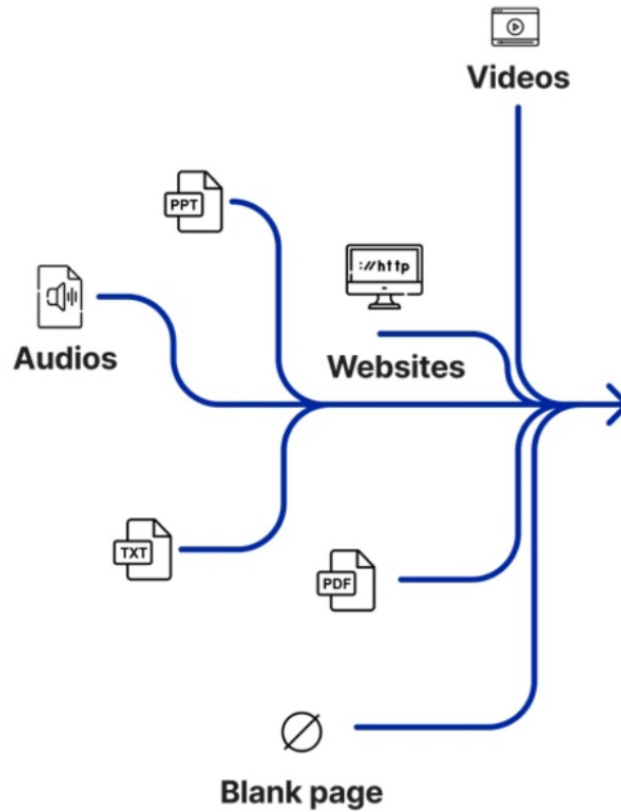 Videos
PPT
://http
Audios
Websites
TXT
PDF
Blank page